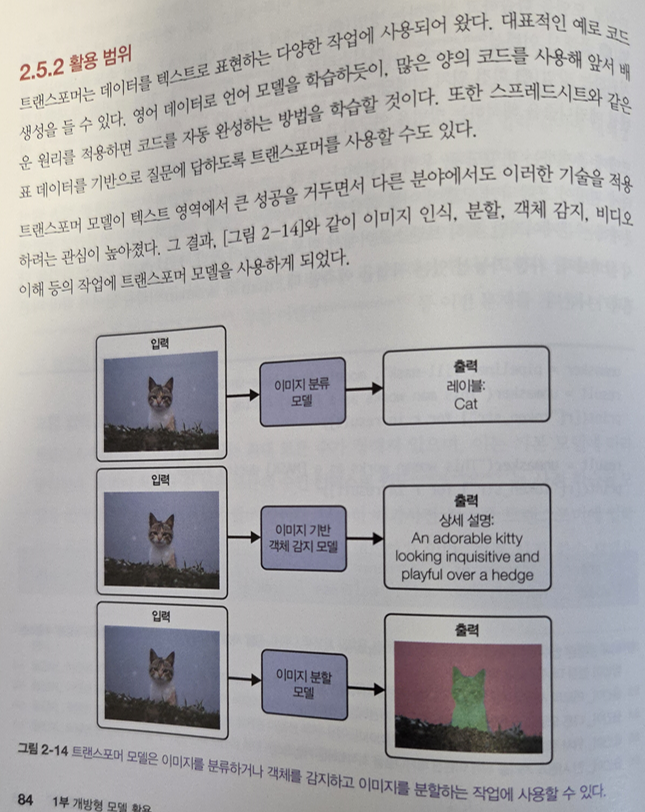 2.5.2 활용 범위
트랜스포머는 데이터를 텍스트로 표현하는 다양한 작업에 사용되어 왔다. 대표적인 예로 코드
생성을 들 수 있다. 영어 데이터로 언어 모델을 학습하듯이, 많은 양의 코드를 사용해 앞서 배
운 원리를 적용하면 코드를 자동 완성하는 방법을 학습할 것이다. 또한 스프레드시트와 같은
표 데이터를 기반으로 질문에 답하도록 트랜스포머를 사용할 수도 있다.
트랜스포머 모델이 텍스트 영역에서 큰 성공을 거두면서 다른 분야에서도 이러한 기술을 적용
하려는 관심이 높아졌다. 그 결과, [그림 2-14]와 같이 이미지 인식, 분할, 객체 감지, 비디오
이해 등의 작업에 트랜스포머 모델을 사용하게 되었다.
입력
이미지 분류
모델
출력
레이블:
Cat
입력
이미지 기반
객체 감지 모델
출력
상세 설명:
An adorable kitty
looking inquisitive and
playful over a hedge
입력
이미지 분할
모델
출력
그림 2-14 트랜스포머 모델은 이미지를 분류하거나 객체를 감지하고 이미지를 분할하는 작업에 사용할 수 있다.
84 1부 개방형 모델 활용